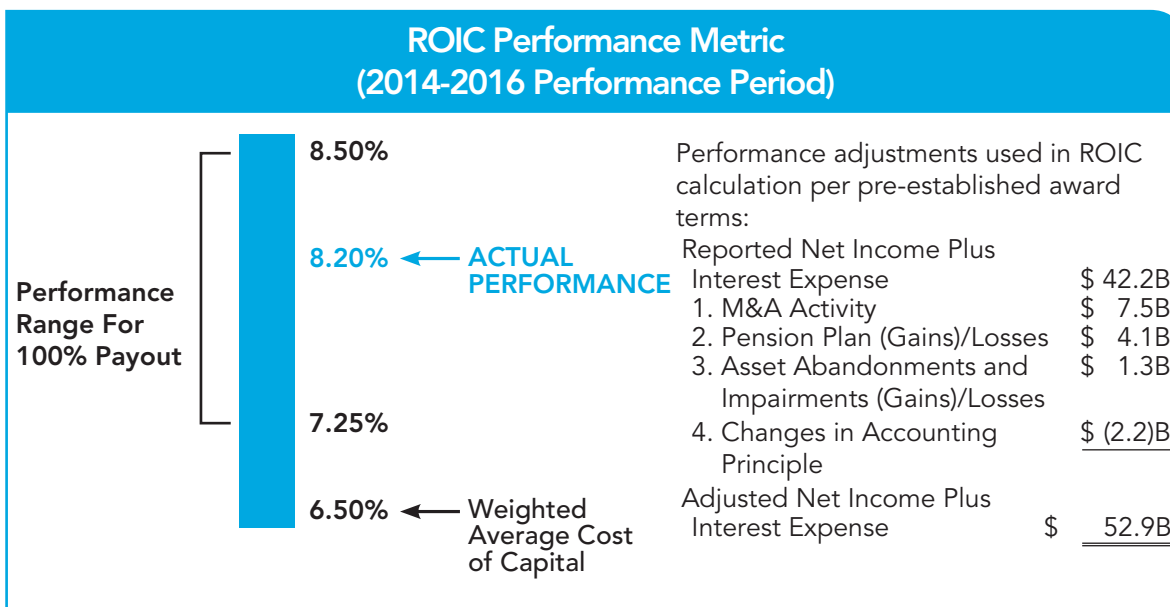 ROIC Performance Metric
(2014-2016 Performance Period)
Performance
Range For
100% Payout
8.50%
8.20%
ACTUAL
PERFORMANCE
7.25%
6.50%
Weighted
Average Cost
of Capital
Performance adjustments used in ROIC
calculation per pre-established award
terms:
Reported Net Income Plus
Interest Expense $ 42.2B
1. M&A Activity $ 7.5B
2. Pension Plan (Gains)/Losses $ 4.1B
3. Asset Abandonments and $ 1.3B
Impairments (Gains)/Losses
4. Changes in Accounting $ (2.2)B
Principle
Adjusted Net Income Plus
Interest Expense $ 52.9B